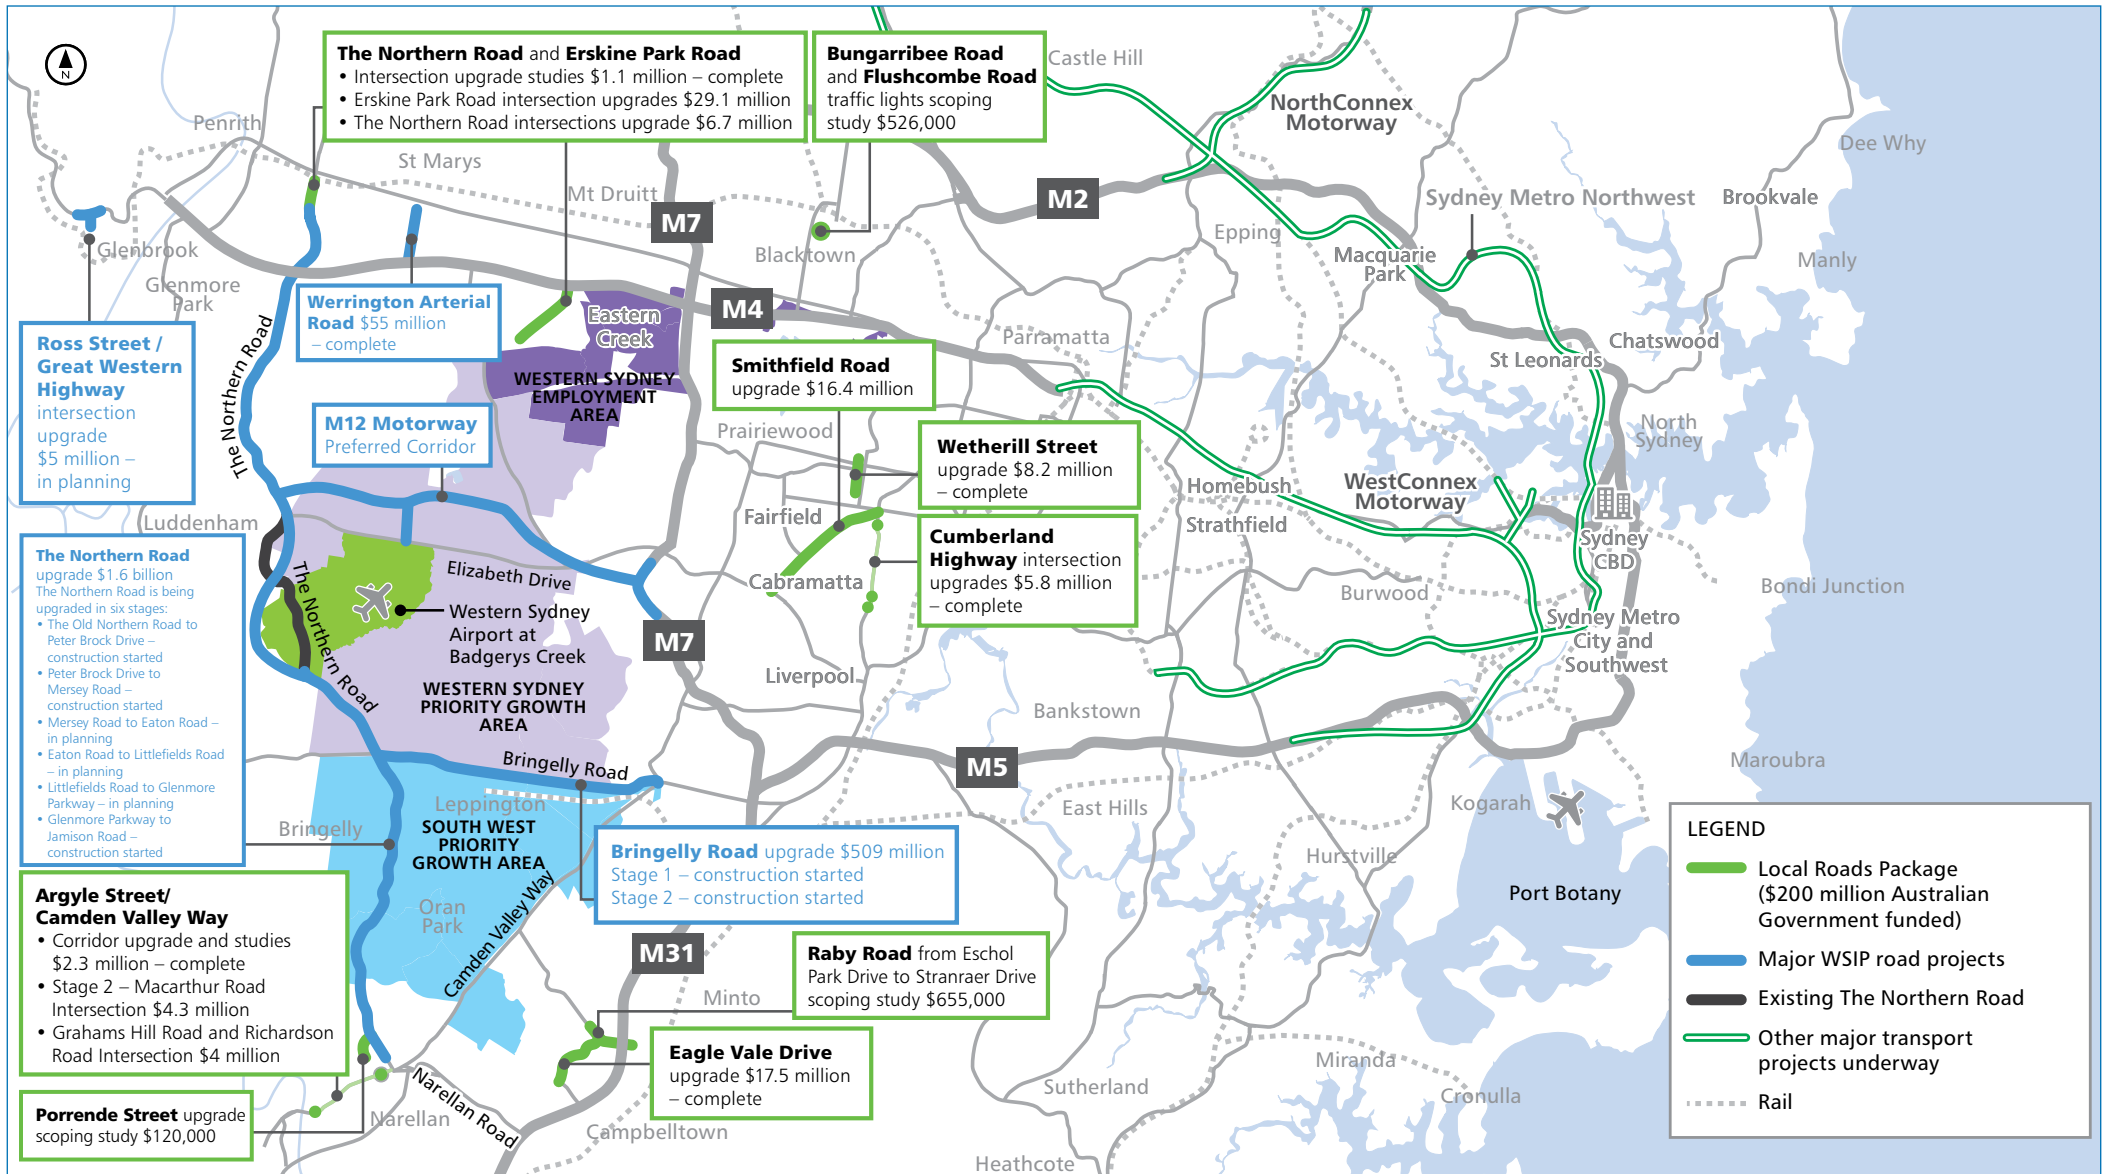 N
The Northern Road and Erskine Park Road
• Intersection upgrade studies $1.1 million – complete
• Erskine Park Road intersection upgrades $29.1 million
• The Northern Road intersections upgrade $6.7 million
Bungarribee Road
and Flushcombe Road
traffic lights scoping
study $526,000
Castle Hill
NorthConnex
Motorway
Penrith
St Marys
Mt Druitt
M7
M2
Dee Why
Sydney Metro Northwest
Brookvale
Glenbrook
Glenmore
Park
Blacktown
Epping
Macquarie
Park
Manly
Werrington Arterial
Road $55 million
– complete
Eastern
Creek
M4
Parramatta
Chatswood
St Leonards
Ross Street /
Great Western
Highway
intersection
upgrade
$5 million –
in planning
The Northern Road
WESTERN SYDNEY
EMPLOYMENT
AREA
Smithfield Road
upgrade $16.4 million
M12 Motorway
Preferred Corridor
Prairiewood
Wetherill Street
upgrade $8.2 million
– complete
North
Sydney
Homebush
WestConnex
Motorway
Strathfield
Luddenham
Fairfield
Cumberland
Highway intersection
upgrades $5.8 million
– complete
Sydney
CBD
The Northern Road
upgrade $1.6 billion
The Northern Road is being
upgraded in six stages:
• The Old Northern Road to
Peter Brock Drive –
construction started
• Peter Brock Drive to
Mersey Road –
construction started
• Mersey Road to Eaton Road –
in planning
• Eaton Road to Littlefields Road
– in planning
• Littlefields Road to Glenmore
Parkway – in planning
• Glenmore Parkway to
Jamison Road –
construction started
The Northern Road
Elizabeth Drive
Western Sydney
Airport at
Badgerys Creek
Cabramatta
Burwood
Bondi Junction
M7
Sydney Metro
City and
Southwest
Liverpool
WESTERN SYDNEY
PRIORITY GROWTH
AREA
Bankstown
Bringelly Road
M5
Maroubra
Leppington
East Hills
Kogarah
Bringelly
SOUTH WEST
PRIORITY
GROWTH AREA
Bringelly Road upgrade $509 million
Stage 1 – construction started
Stage 2 – construction started
Hurstville
Port Botany
Oran
Park
Camden Valley Way
M31
Argyle Street/
Camden Valley Way
• Corridor upgrade and studies
$2.3 million – complete
• Stage 2 – Macarthur Road
Intersection $4.3 million
• Grahams Hill Road and Richardson
Road Intersection $4 million
Raby Road from Eschol
Park Drive to Stranraer Drive
scoping study $655,000
Minto
Eagle Vale Drive
upgrade $17.5 million
– complete
Miranda
Sutherland
Cronulla
Porrende Street upgrade
scoping study $120,000
Narellan
Narellan Road
Campbelltown
Heathcote
LEGEND
Local Roads Package
($200 million Australian
Government funded)
Major WSIP road projects
Existing The Northern Road
Other major transport
projects underway
Rail